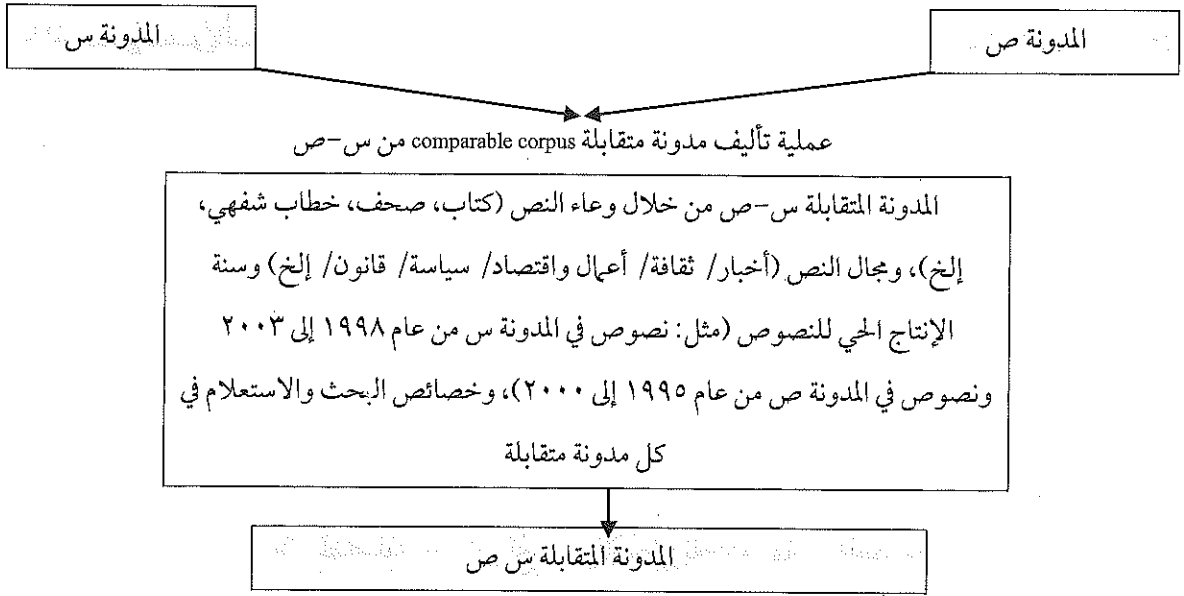 المدونة ص
المدونة س
عملية تأليف مدونة متقابلة comparable corpus من س-ص
المدونة المتقابلة س-ص من خلال وعاء النص (كتاب، صحف، خطاب شفهي،
إلخ)، ومجال النص (أخبار/ ثقافة/ أعمال واقتصاد/ سياسة/ قانون/ إلخ) وسنة
الإنتاج الحي للنصوص (مثل: نصوص في المدونة س من عام ١٩٩٨ إلى ٢٠٠٣
ونصوص في المدونة ص من عام ١٩٩٥ إلى ٢٠٠٠)، وخصائص البحث والاستعلام في
كل مدونة متقابلة
المدونة المتقابلة س ص